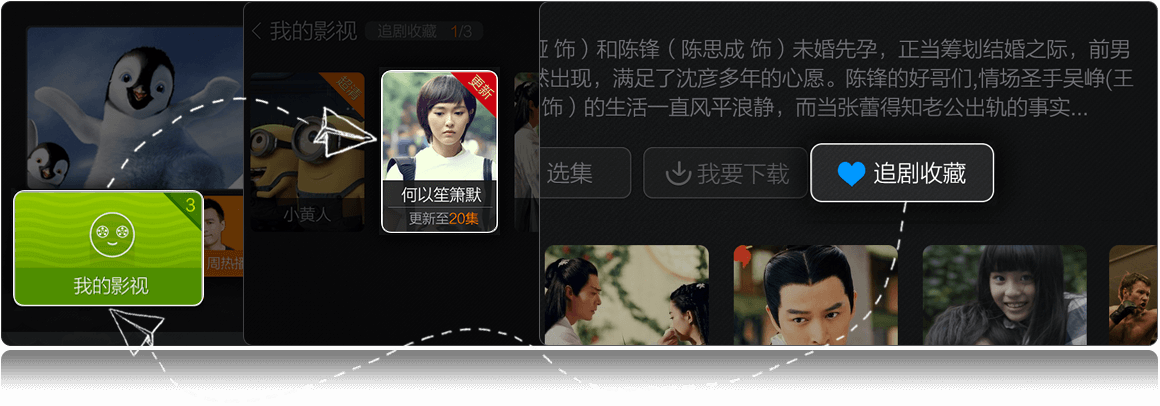 3
我的影视
周热播
我的影视 追剧收藏 1/3
超清
小黄人
更新
何以笙箫默
更新至20集
饰）和陈锋（陈思成 饰）未婚先孕，正当筹划结婚之际，前男
出现，满足了沈彦多年的心愿。陈锋的好哥们,情场圣手吴峥(王
饰）的生活一直风平浪静，而当张蕾得知老公出轨的事实...
选集
我要下载
追剧收藏